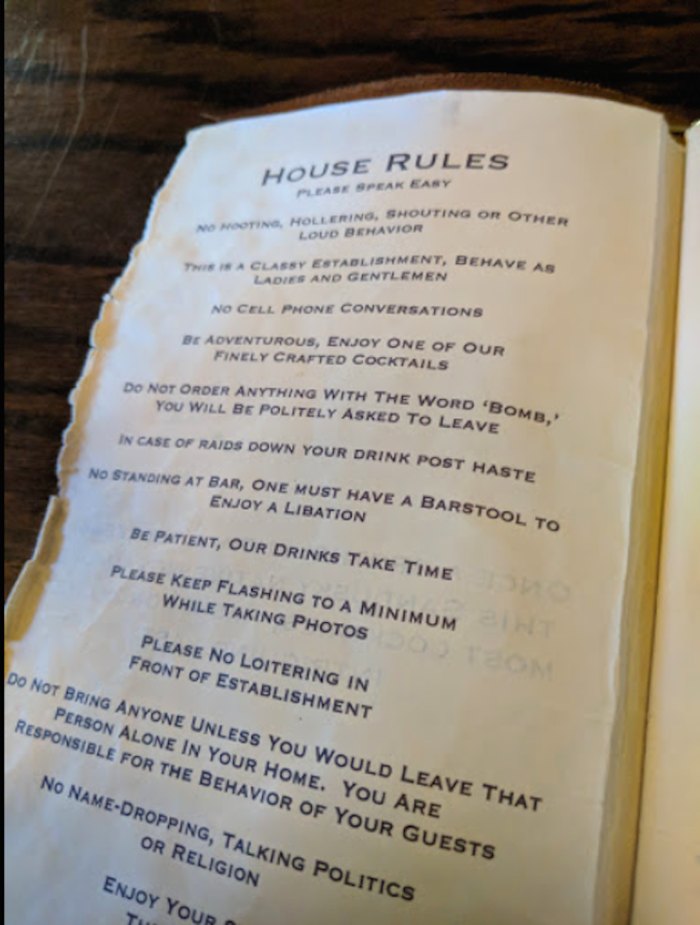 HOUSE RULES
PLEASE SPEAK EASY
NO HOOTING, HOLLERING, SHOUTING OR OTHER
LOUD BEHAVIOR
THIS IS A CLASSY ESTABLISHMENT, BEHAVE AS
LADIES AND GENTLEMEN
NO CELL PHONE CONVERSATIONS
BE ADVENTUROUS, ENJOY ONE OF OUR
FINELY CRAFTED COCKTAILS
DO NOT ORDER ANYTHING WITH THE WORD ‘BOMB,’
YOU WILL BE POLITELY ASKED TO LEAVE
IN CASE OF RAIDS DOWN YOUR DRINK POST HASTE
NO STANDING AT BAR, ONE MUST HAVE A BARSTOOL TO
ENJOY A LIBATION
BE PATIENT, OUR DRINKS TAKE TIME
PLEASE KEEP FLASHING TO A MINIMUM
WHILE TAKING PHOTOS
PLEASE NO LOITERING IN
FRONT OF ESTABLISHMENT
DO NOT BRING ANYONE UNLESS YOU WOULD LEAVE THAT
PERSON ALONE IN YOUR HOME. YOU ARE
RESPONSIBLE FOR THE BEHAVIOR OF YOUR GUESTS
NO NAME-DROPPING, TALKING POLITICS
OR RELIGION
ENJOY YOUR